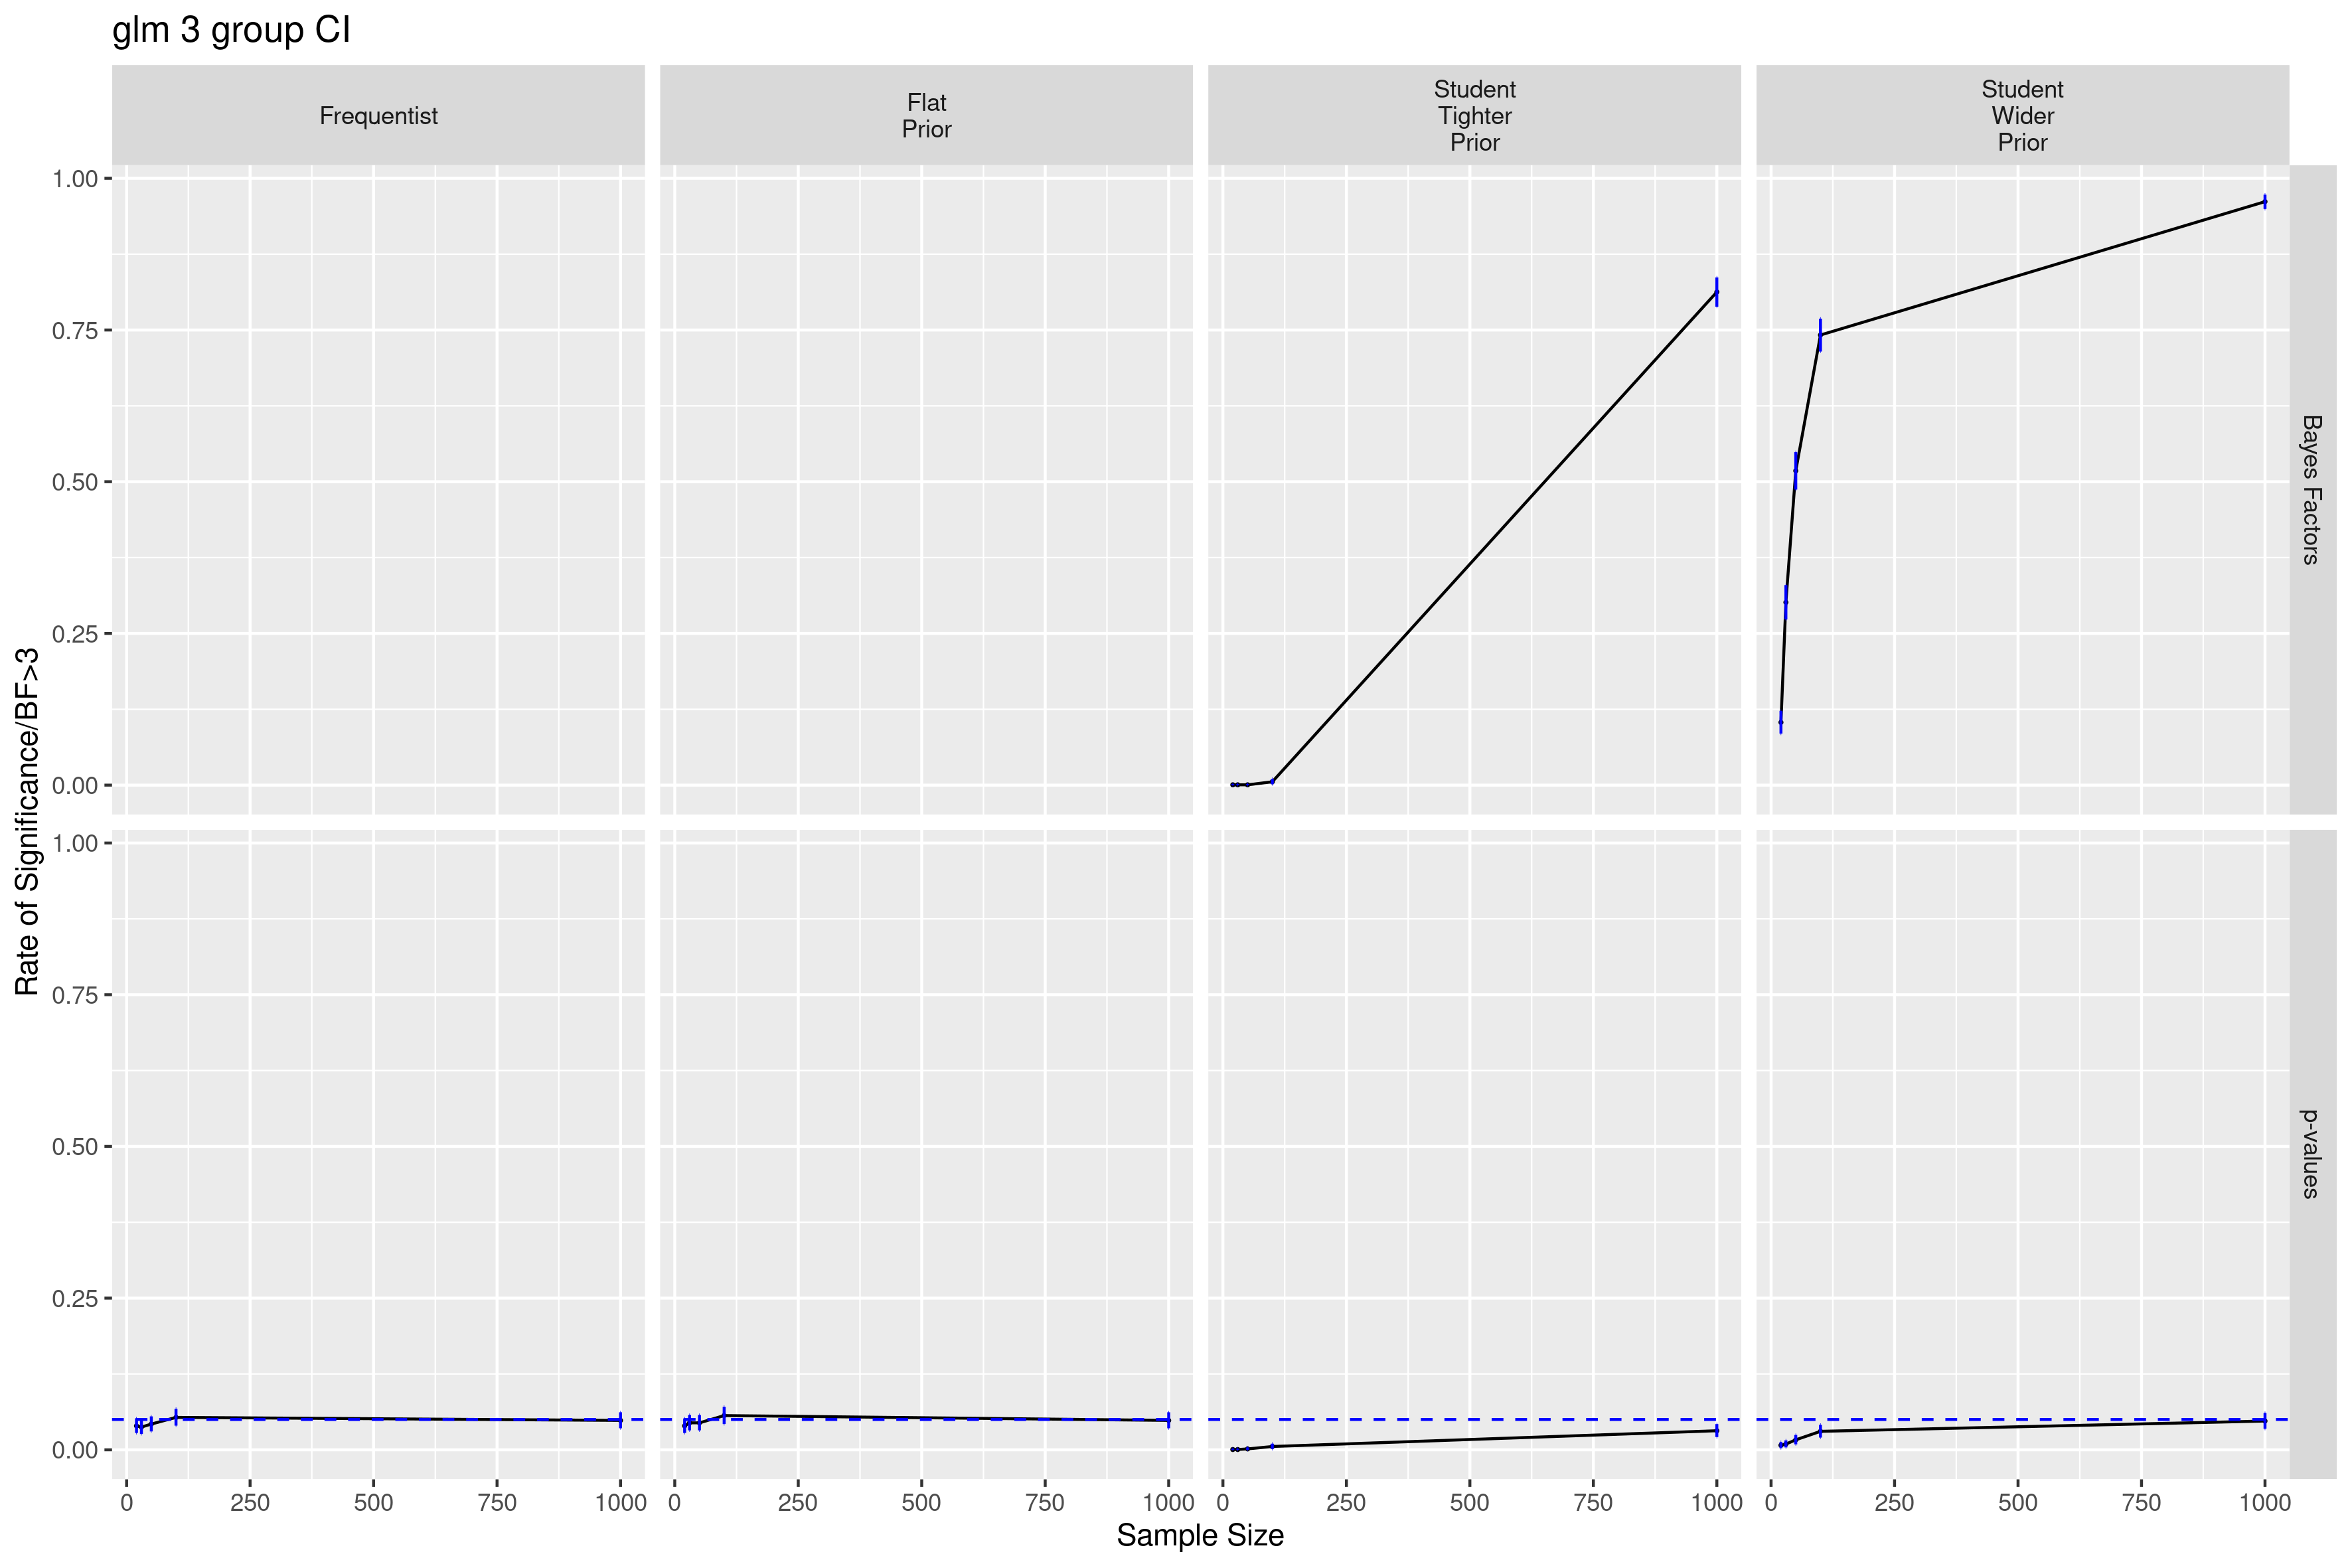 glm 3 group CI
Frequentist
Flat
Prior
Student
Tighter
Prior
Student
Wider
Prior
Rate of Significance/BF>3
1.00
0.75
0.50
0.25
0.00
Bayes Factors
1.00
0.75
0.50
0.25
0.00
p-values
0 250 500 750 1000 0 250 500 750 1000 0 250 500 750 1000 0 250 500 750 1000
Sample Size